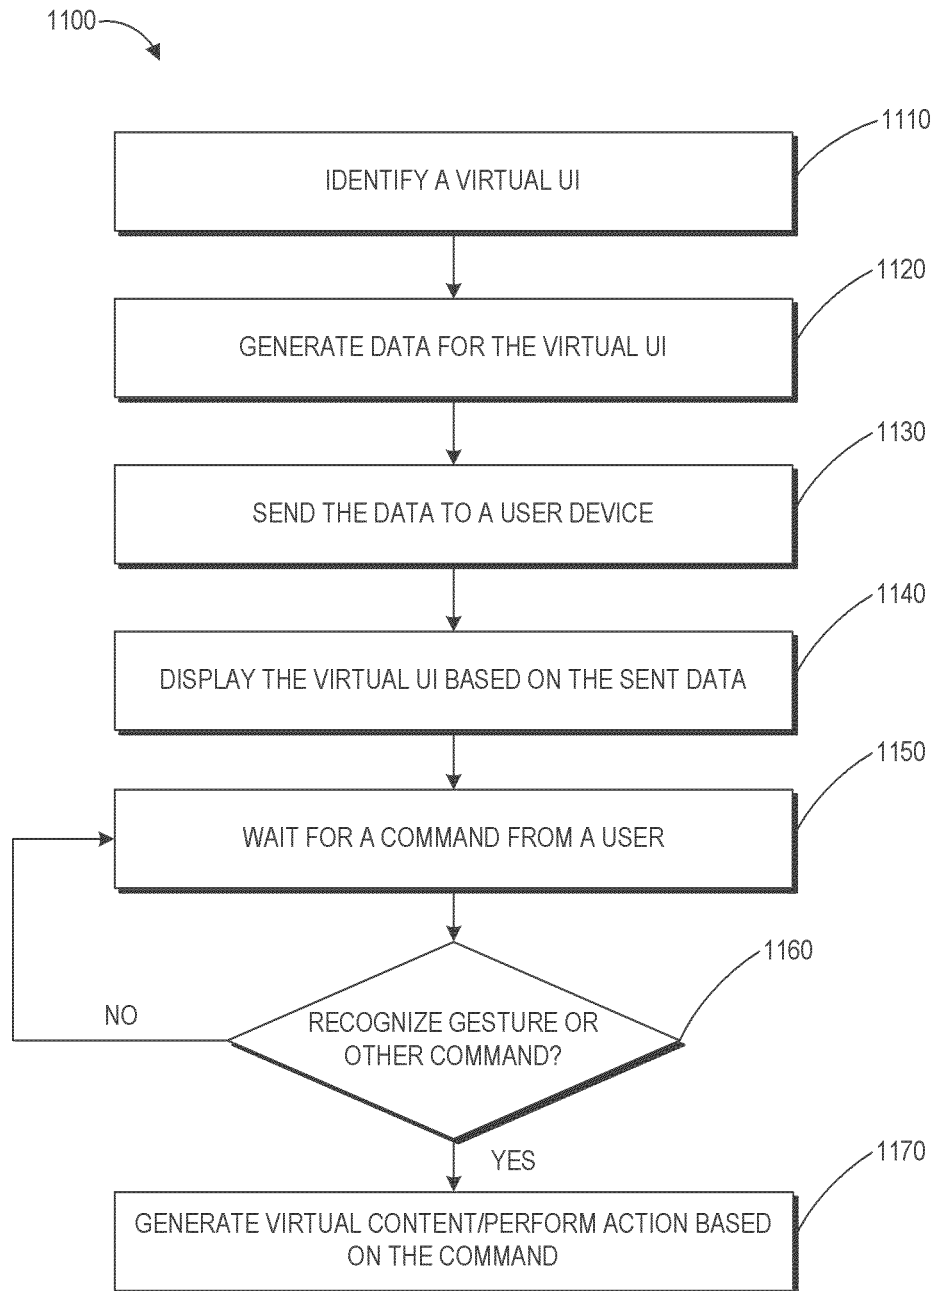 1100
1110
IDENTIFY A VIRTUAL UI
1120
GENERATE DATA FOR THE VIRTUAL UI
1130
SEND THE DATA TO A USER DEVICE
1140
DISPLAY THE VIRTUAL UI BASED ON THE SENT DATA
1150
WAIT FOR A COMMAND FROM A USER
1160
NO
RECOGNIZE GESTURE OR
OTHER COMMAND?
YES
1170
GENERATE VIRTUAL CONTENT/PERFORM ACTION BASED
ON THE COMMAND